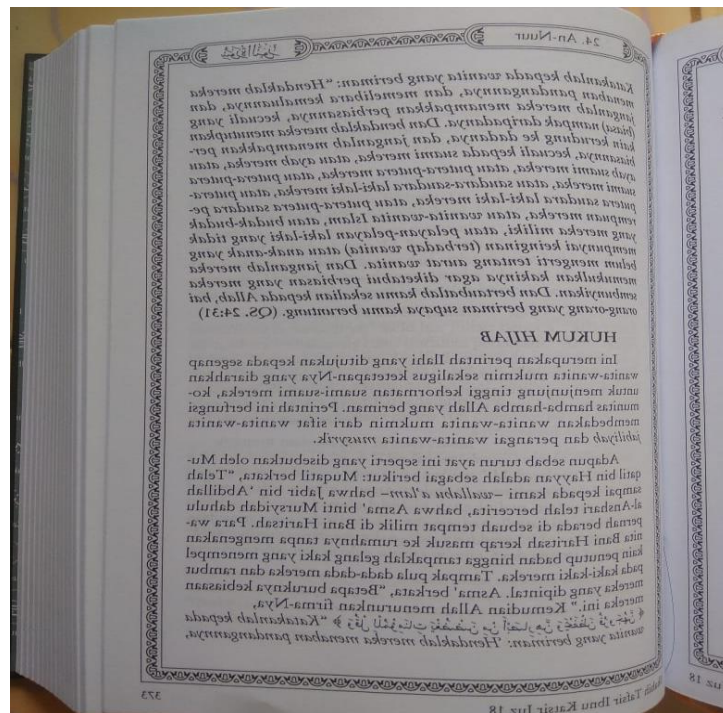 24. An-Nuur
Katakanlah kepada wanita yang beriman: "Hendaklah mereka
menahan pandangannya, dan memelihara kemaluannya, dan
janganlah mereka menampakkan perbiasannya, kecuali yang
(biasa) nampak daripadanya. Dan hendaklah mereka menutupkan
kain kerudung ke dadanya, dan janganlah menampakkan per-
hiasannya, kecuali kepada suami mereka, atau ayah mereka, atau
ayah suami mereka, atau putera-putera mereka, atau putera-putera
suami mereka, atau saudara-saudara laki-laki mereka, atau putera-
putera saudara laki-laki mereka, atau putera-putera saudara pe-
rempuan mereka, atau wanita-wanita Islam, atau budak-budak
yang mereka miliki, atau pelayan-pelayan laki-laki yang tidak
mempunyai keinginan (terhadap wanita) atau anak-anak yang
belum mengerti tentang aurat wanita. Dan janganlah mereka
memukulkan kakinya agar diketahui perhiasan yang mereka
sembunyikan. Dan bertaubatlah kamu sekalian kepada Allah, hai
orang-orang yang beriman supaya kamu beruntung. (QS. 24:31)
HUKUM HIJAB
Ini merupakan perintah Ilahi yang ditujukan kepada segenap
wanita-wanita mukmin sekaligus ketetapan-Nya yang diarahkan
untuk menjunjung tinggi kehormatan suami-suami mereka, ko-
munitas hamba-hamba Allah yang beriman. Perintah ini berfungsi
membedakan wanita-wanita mukmin dari sifat wanita-wanita
jahiliyah dan perangai wanita-wanita musyrik.
Adapun sebab turun ayat ini seperti yang disebutkan oleh Mu-
qatil bin Hayyan adalah sebagai berikut: Muqatil berkata, "Telah
sampai kepada kami –wallahu a'lam– bahwa Jabir bin 'Abdillah
al-Anshari telah bercerita, bahwa Asma' binti Mursyidah dahulu
pernah berada di sebuah tempat milik di Bani Haritsah. Para wa-
nita Bani Haritsah kerap masuk ke rumahnya tanpa mengenakan
kain penutup badan hingga tampaklah gelang kaki yang menempel
pada kaki-kaki mereka. Tampak pula dada-dada mereka dan rambut
mereka yang dipintal. Asma' berkata, "Betapa buruknya kebiasaan
mereka ini." Kemudian Allah menurunkan firma-Nya,
﴿ وَقُل لِّلْمُؤْمِنَاتِ يَغْضُضْنَ مِنْ أَبْصَارِهِنَّ وَيَحْفَظْنَ فُرُوجَهُنَّ ﴾ "Katakanlah kepada
wanita yang beriman: 'Hendaklah mereka menahan pandangannya,
Shahih Tafsir Ibnu Katsir Juz 18
373
uz 18